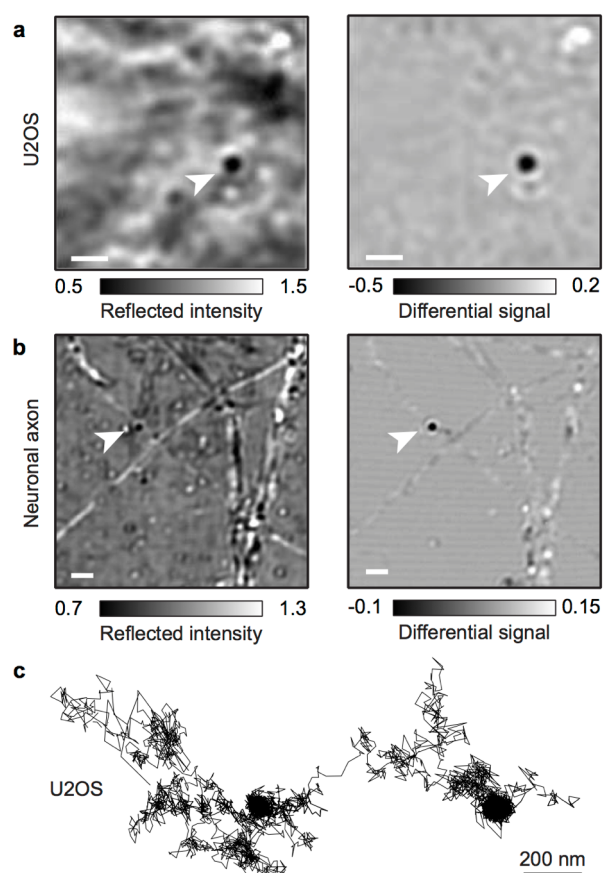 a
U2OS
0.5 1.5
Reflected intensity
-0.5 0.2
Differential signal
b
Neuronal axon
0.7 1.3
Reflected intensity
-0.1 0.15
Differential signal
c
U2OS
200 nm